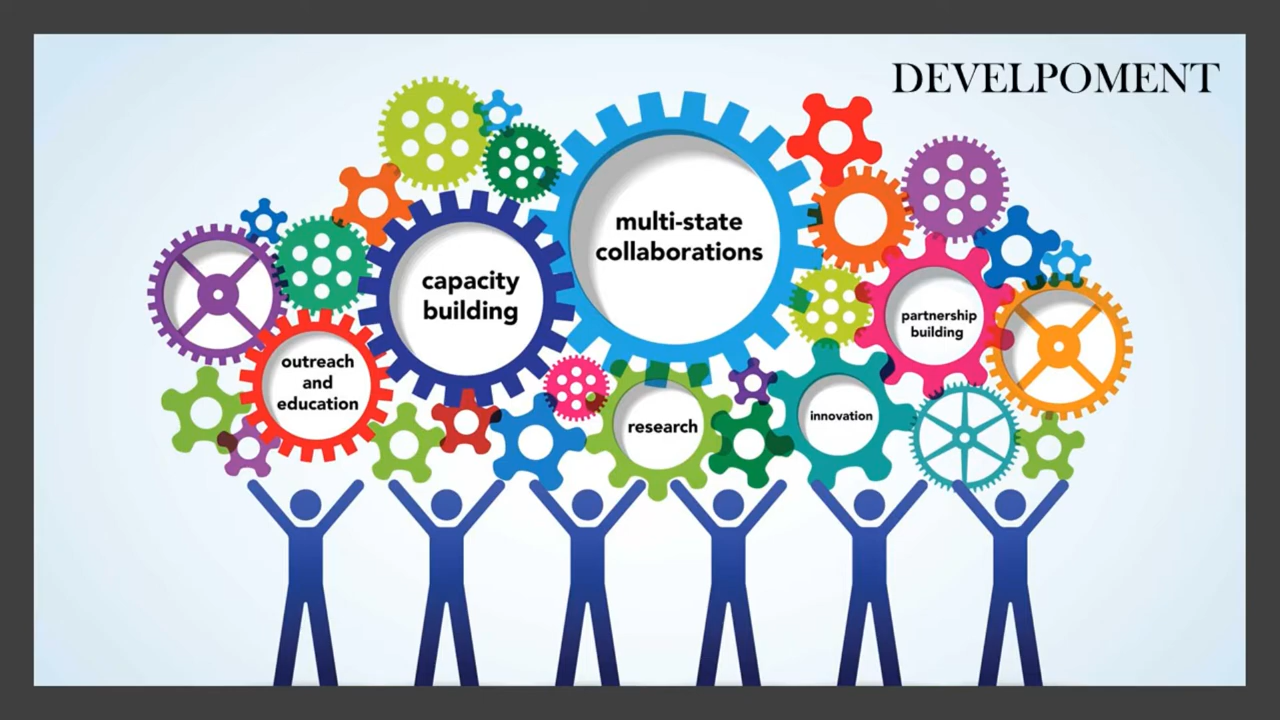 DEVELPOMENT
multi-state
collaborations
capacity
building
partnership
building
outreach
and
education
research
innovation